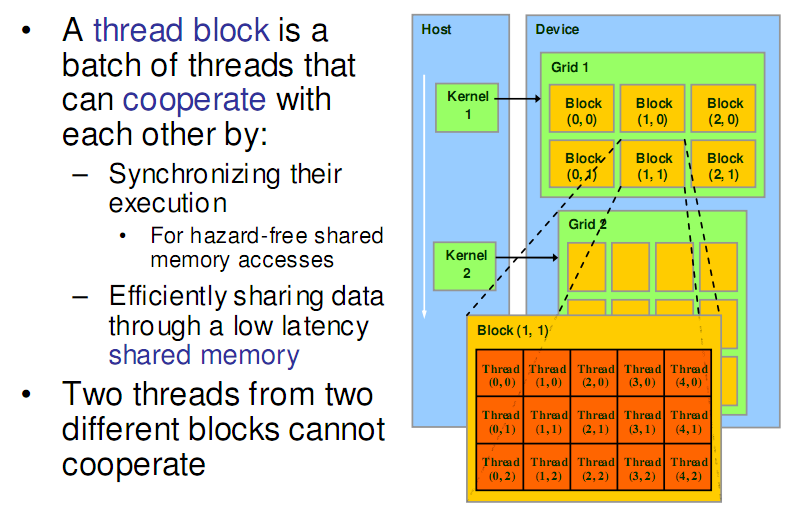 • A thread block is a
batch of threads that
can cooperate with
each other by:
– Synchronizing their
execution
• For hazard-free shared
memory accesses
– Efficiently sharing data
through a low latency
shared memory
• Two threads from two
different blocks cannot
cooperate
Host
Device
Grid 1
Kernel
1
Block
(0, 0)
Block
(1, 0)
Block
(2, 0)
Block
(0, 1)
Block
(1, 1)
Block
(2, 1)
Grid 2
Kernel
2
Block (1, 1)
Thread
(0, 0)
Thread
(1, 0)
Thread
(2, 0)
Thread
(3, 0)
Thread
(4, 0)
Thread
(0, 1)
Thread
(1, 1)
Thread
(2, 1)
Thread
(3, 1)
Thread
(4, 1)
Thread
(0, 2)
Thread
(1, 2)
Thread
(2, 2)
Thread
(3, 2)
Thread
(4, 2)